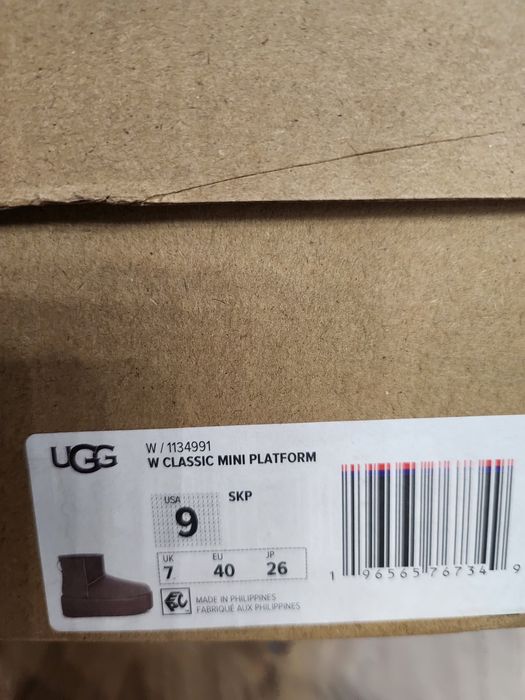 UGG
W / 1134991
W CLASSIC MINI PLATFORM
USA
9
SKP
UK EU JP
7 40 26
MADE IN PHILIPPINES
FABRIQUÉ AUX PHILIPPINES
1 96565 76734 9